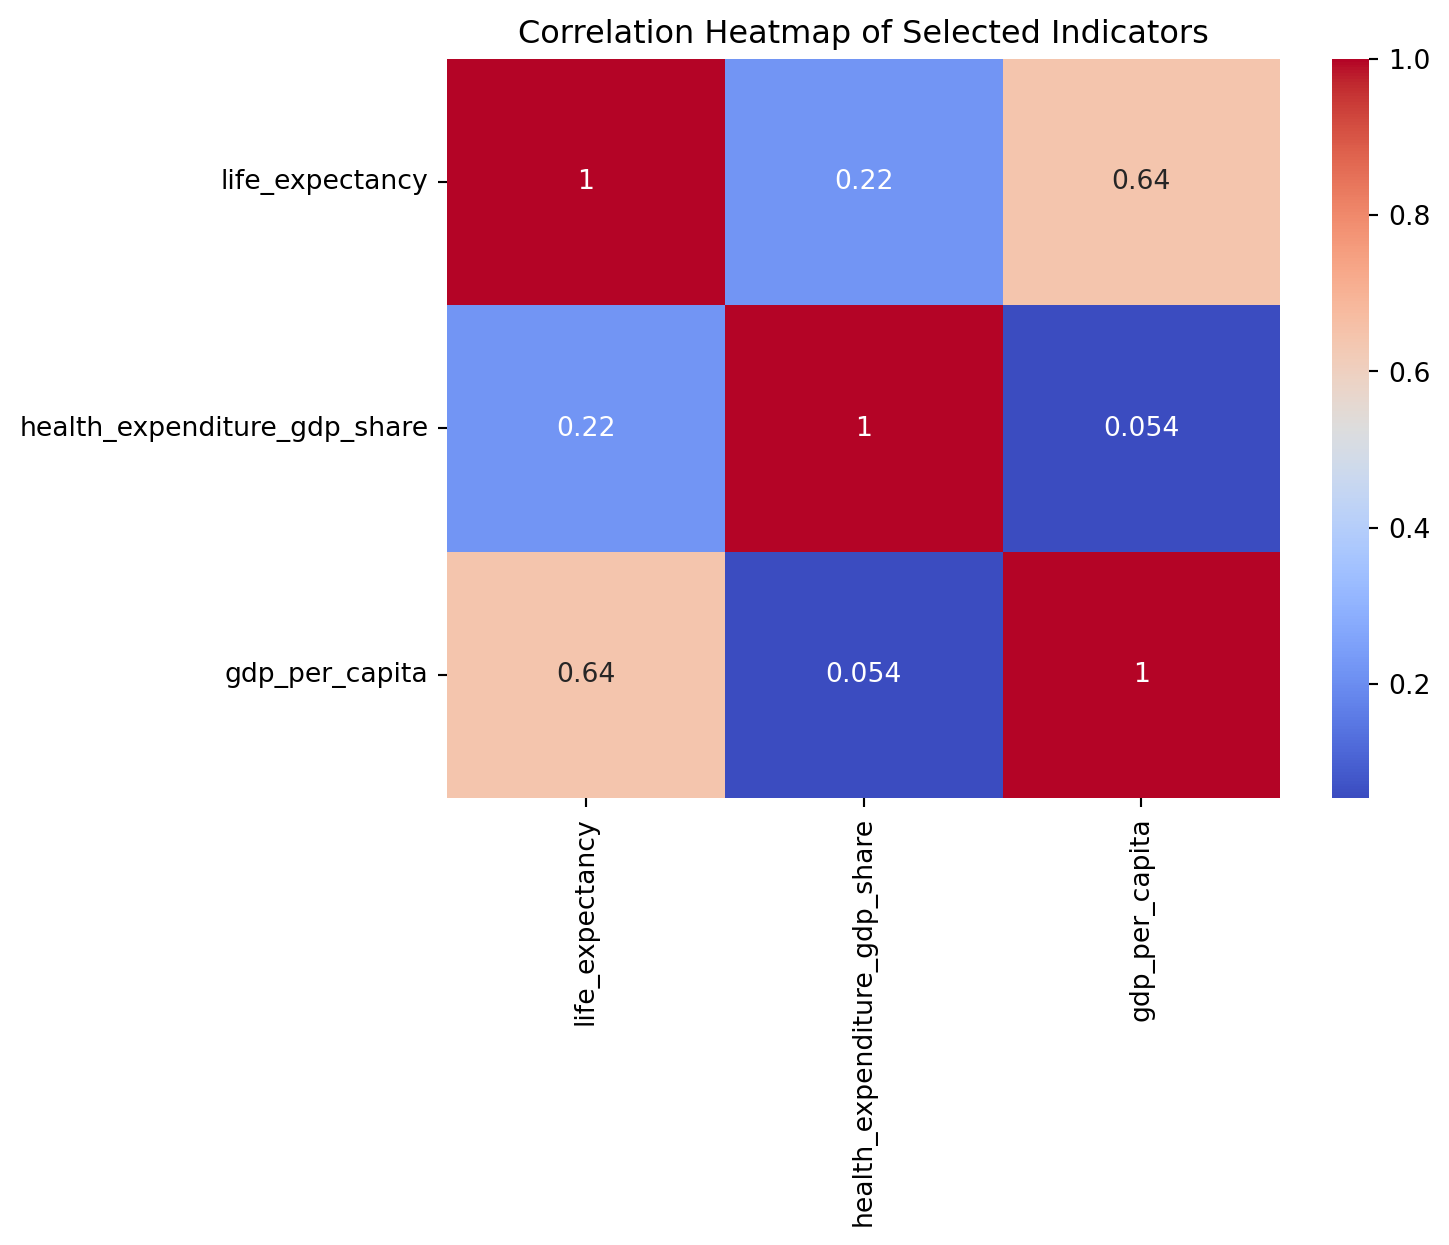 Correlation Heatmap of Selected Indicators
life_expectancy
1
0.22
0.64
health_expenditure_gdp_share
0.22
1
0.054
gdp_per_capita
0.64
0.054
1
life_expectancy
health_expenditure_gdp_share
gdp_per_capita
1.0
0.8
0.6
0.4
0.2